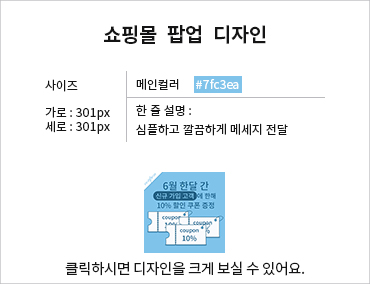 쇼핑몰 팝업 디자인
사이즈
가로 : 301px
세로 : 301px
메인컬러 #7fc3ea
한 줄 설명 :
심플하고 깔끔하게 메세지 전달
6월 한달 간
신규 가입 고객에 한해
10% 할인 쿠폰 증정
coupon
10%
coupon
coupon
10%
클릭하시면 디자인을 크게 보실 수 있어요.